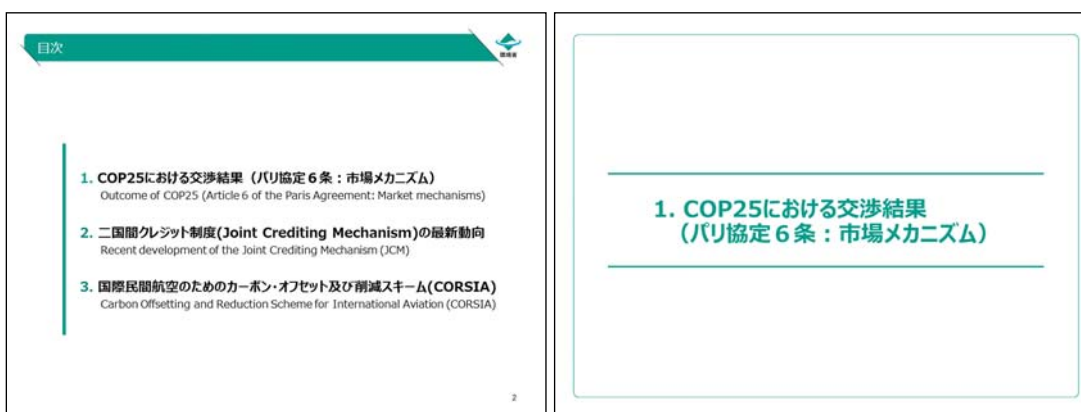 目次
環境省
1. COP25における交渉結果（パリ協定６条：市場メカニズム）
Outcome of COP25 (Article 6 of the Paris Agreement: Market mechanisms)
2. 二国間クレジット制度(Joint Crediting Mechanism)の最新動向
Recent development of the Joint Crediting Mechanism (JCM)
3. 国際民間航空のためのカーボン・オフセット及び削減スキーム(CORSIA)
Carbon Offsetting and Reduction Scheme for International Aviation (CORSIA)
2
1. COP25における交渉結果
（パリ協定６条：市場メカニズム）